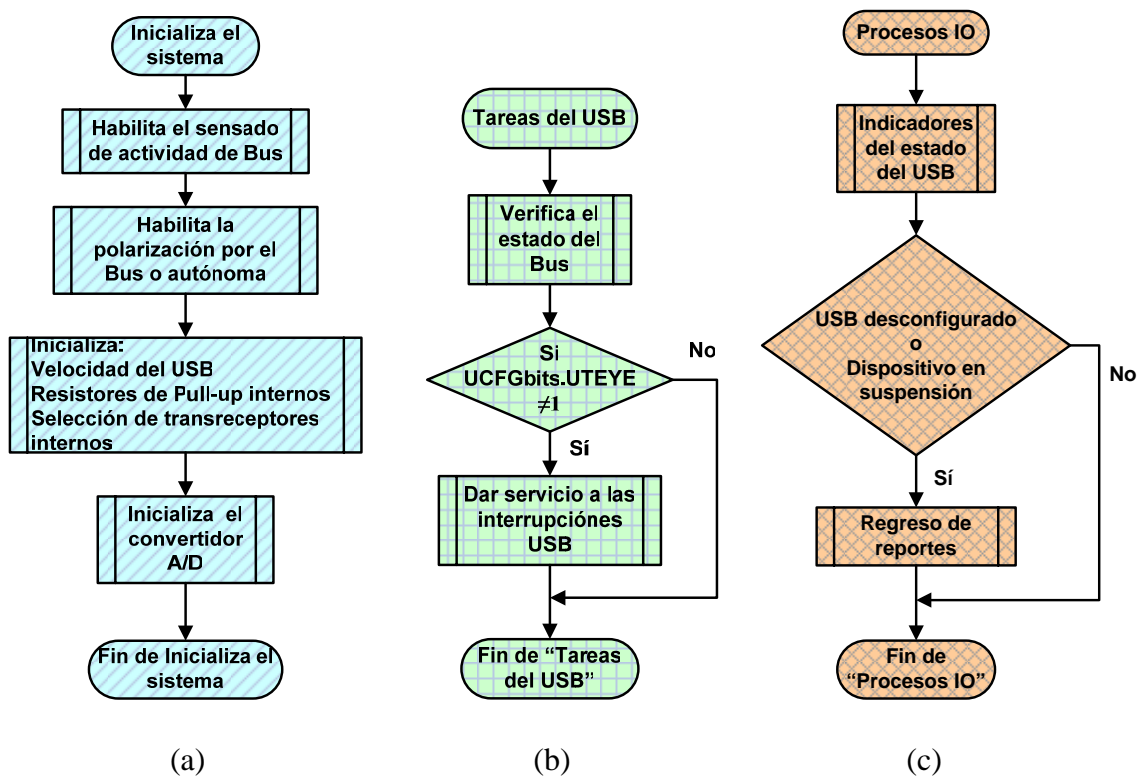 Inicializa el
sistema
Habilita el sensado
de actividad de Bus
Habilita la
polarización por el
Bus o autónoma
Inicializa:
Velocidad del USB
Resistores de Pull-up internos
Selección de transreceptores
internos
Inicializa el
convertidor
A/D
Fin de Inicializa el
sistema
(a)
Tareas del USB
Verifica el
estado del
Bus
Si
UCFGbits.UTEYE
≠1
No
Sí
Dar servicio a las
interrupciónes
USB
Fin de “Tareas
del USB”
(b)
Procesos IO
Indicadores
del estado
del USB
USB desconfigurado
o
Dispositivo en
suspensión
No
Sí
Regreso de
reportes
Fin de
“Procesos IO”
(c)